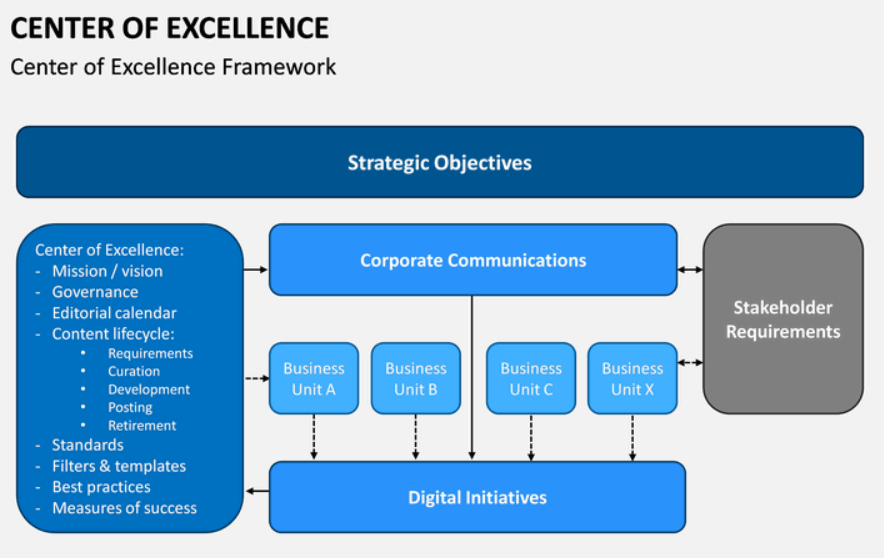 CENTER OF EXCELLENCE
Center of Excellence Framework
Strategic Objectives
Center of Excellence:
- Mission / vision
- Governance
- Editorial calendar
- Content lifecycle:
• Requirements
• Curation
• Development
• Posting
• Retirement
- Standards
- Filters & templates
- Best practices
- Measures of success
Corporate Communications
Stakeholder
Requirements
Business
Unit A
Business
Unit B
Business
Unit C
Business
Unit X
Digital Initiatives